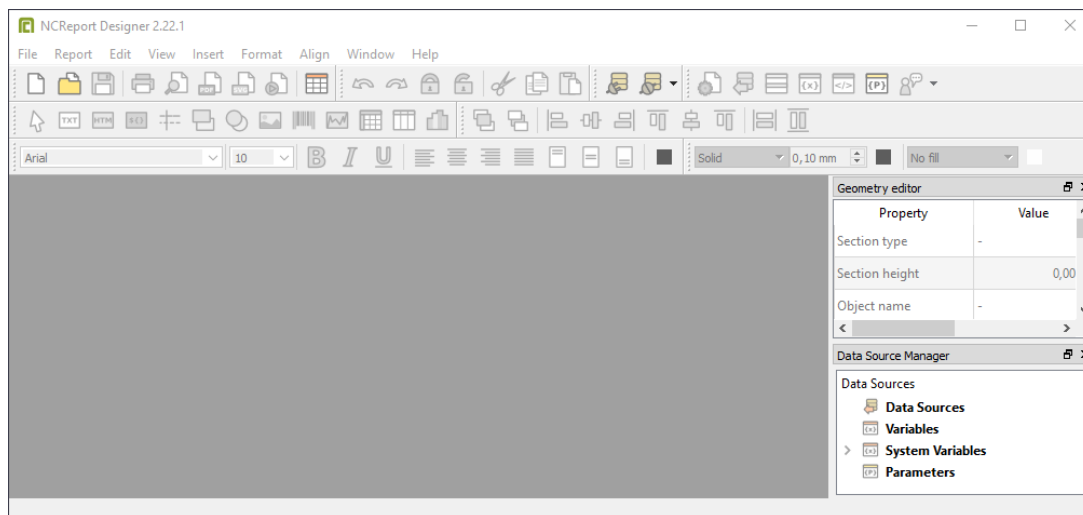 NCReport Designer 2.22.1
File Report Edit View Insert Format Align Window Help
TXT HTM ${}
Arial 10 B I U Solid 0,10 mm No fill
Geometry editor
Property Value
Section type -
Section height 0,00
Object name -
Data Source Manager
Data Sources
Data Sources
Variables
System Variables
Parameters